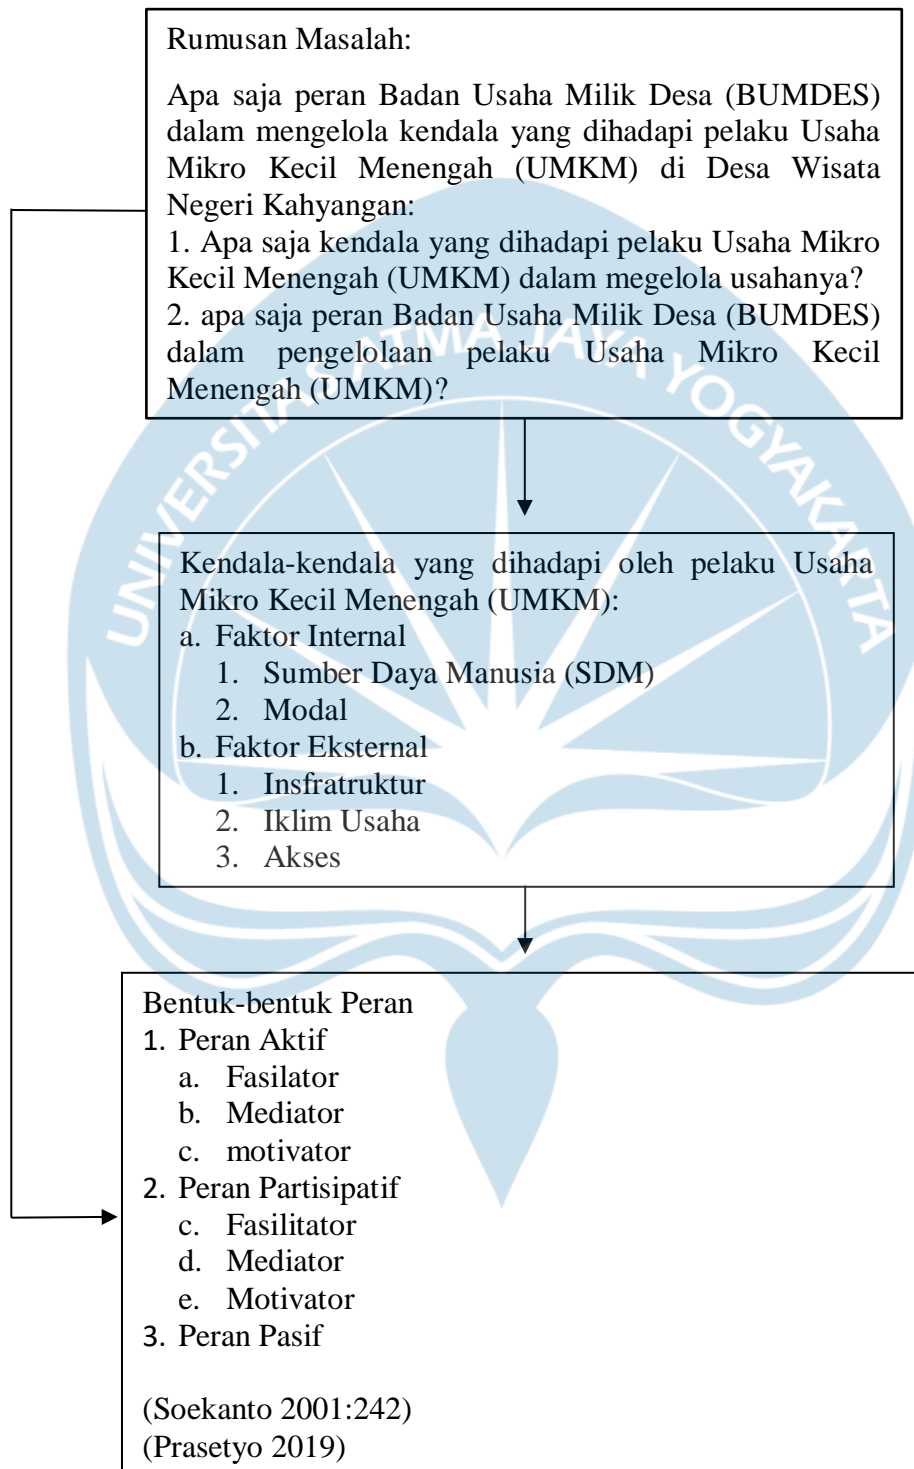 Rumusan Masalah:
Apa saja peran Badan Usaha Milik Desa (BUMDES)
dalam mengelola kendala yang dihadapi pelaku Usaha
Mikro Kecil Menengah (UMKM) di Desa Wisata
Negeri Kahyangan:
1. Apa saja kendala yang dihadapi pelaku Usaha Mikro
Kecil Menengah (UMKM) dalam megelola usahanya?
2. apa saja peran Badan Usaha Milik Desa (BUMDES)
dalam pengelolaan pelaku Usaha Mikro Kecil
Menengah (UMKM)?
UNIVERSITAS ATMA JAYA YOGYAKARTA
Kendala-kendala yang dihadapi oleh pelaku Usaha
Mikro Kecil Menengah (UMKM):
a. Faktor Internal
1. Sumber Daya Manusia (SDM)
2. Modal
b. Faktor Eksternal
1. Insfratruktur
2. Iklim Usaha
3. Akses
Bentuk-bentuk Peran
1. Peran Aktif
a. Fasilator
b. Mediator
c. motivator
2. Peran Partisipatif
c. Fasilitator
d. Mediator
e. Motivator
3. Peran Pasif
(Soekanto 2001:242)
(Prasetyo 2019)